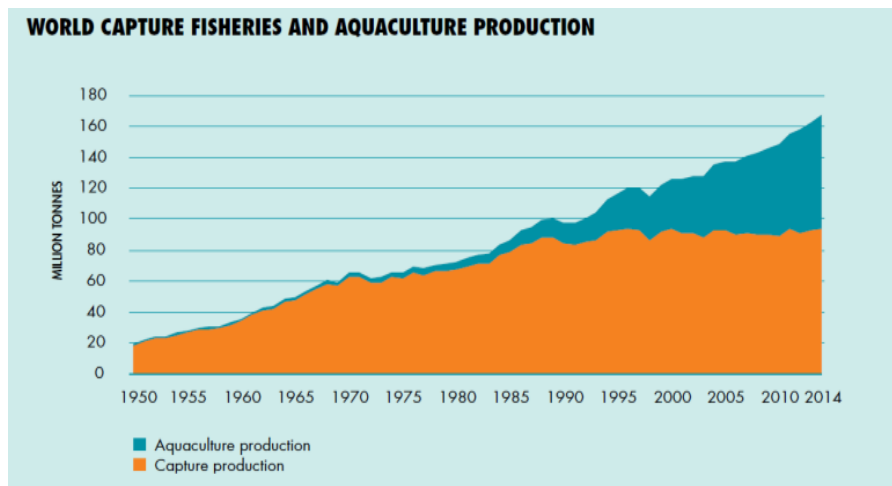 WORLD CAPTURE FISHERIES AND AQUACULTURE PRODUCTION
180
160
140
120
100
80
60
40
20
0
MILLION TONNES
1950 1955 1960 1965 1970 1975 1980 1985 1990 1995 2000 2005 2010 2014
Aquaculture production
Capture production